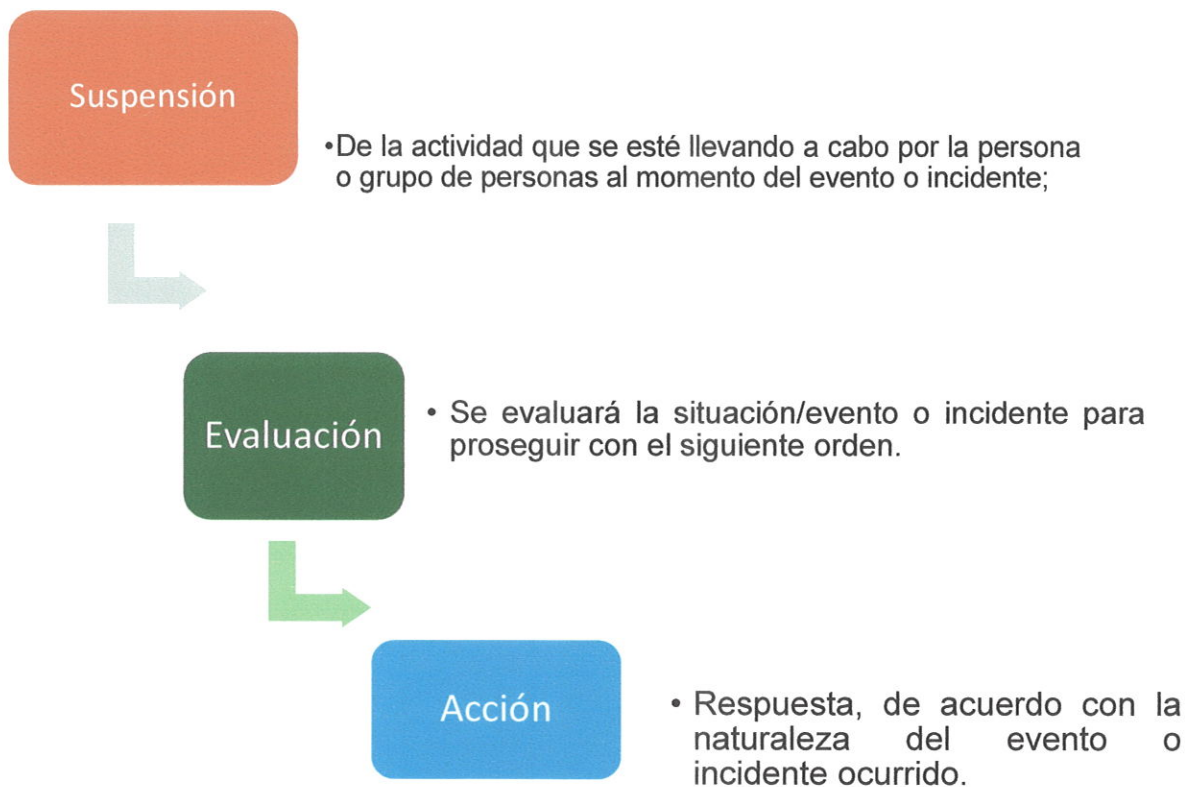 Suspensión
•De la actividad que se esté llevando a cabo por la persona
o grupo de personas al momento del evento o incidente;
Evaluación
• Se evaluará la situación/evento o incidente para
proseguir con el siguiente orden.
Acción
• Respuesta, de acuerdo con la
naturaleza del evento o
incidente ocurrido.